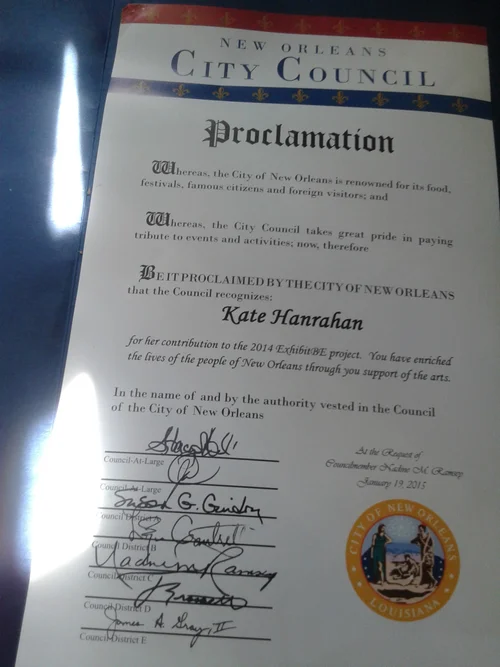 NEW ORLEANS
CITY COUNCIL
Proclamation
Whereas, the City of New Orleans is renowned for its food,
festivals, famous citizens and foreign visitors; and
Whereas, the City Council takes great pride in paying
tribute to events and activities; now, therefore
BE IT PROCLAIMED BY THE CITY OF NEW ORLEANS
that the Council recognizes:
Kate Hanrahan
for her contribution to the 2014 ExhibitBE project. You have enriched
the lives of the people of New Orleans through you support of the arts.
In the name of and by the authority vested in the Council
of the City of New Orleans
Council-At-Large
Council-At-Large
Susan G. Guidry
Council District A
Council District B
Nadine M. Ramsey
Council District C
Council District D
James A. Gray, II
Council District E
At the Request of
Councilmember Nadine M. Ramsey
January 19, 2015
CITY OF NEW ORLEANS
LOUISIANA